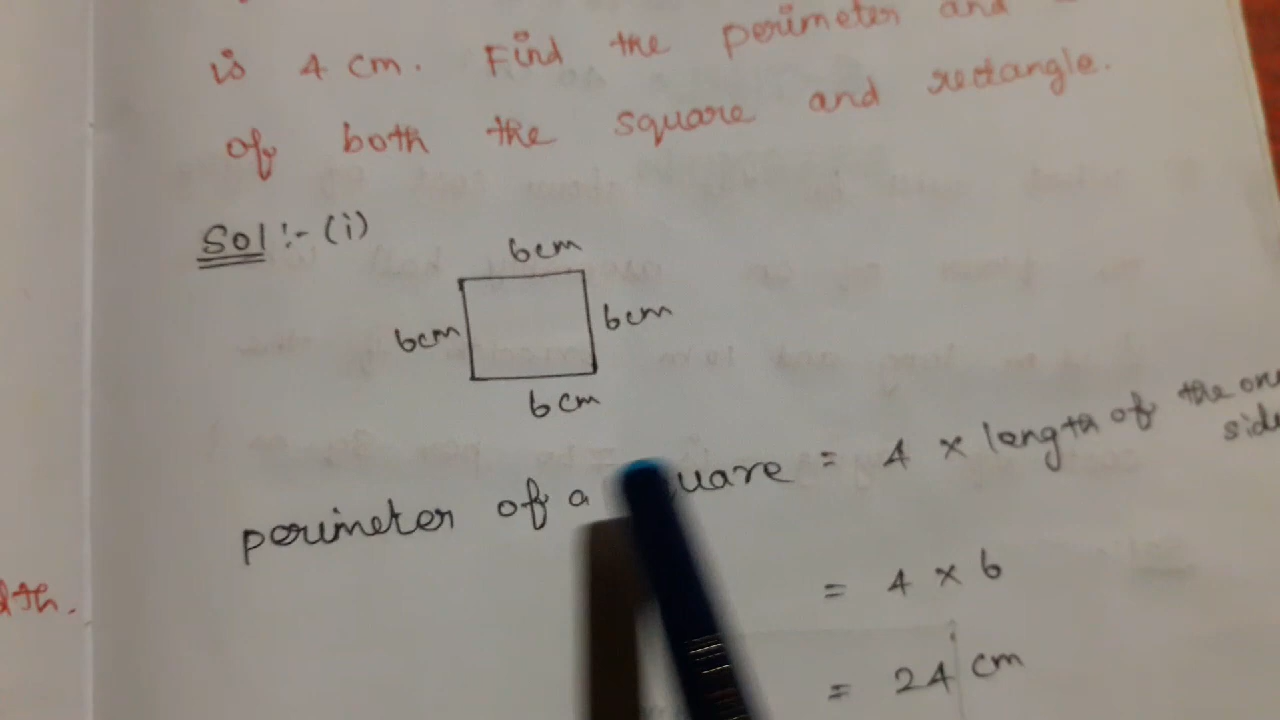 is 4 cm. Find the perimeter and
of both the square and rectangle.
Sol :- (i)
6cm
6cm
6cm
6cm
perimeter of a = 4 x length of the one
side
= 4 x 6
= 24 cm